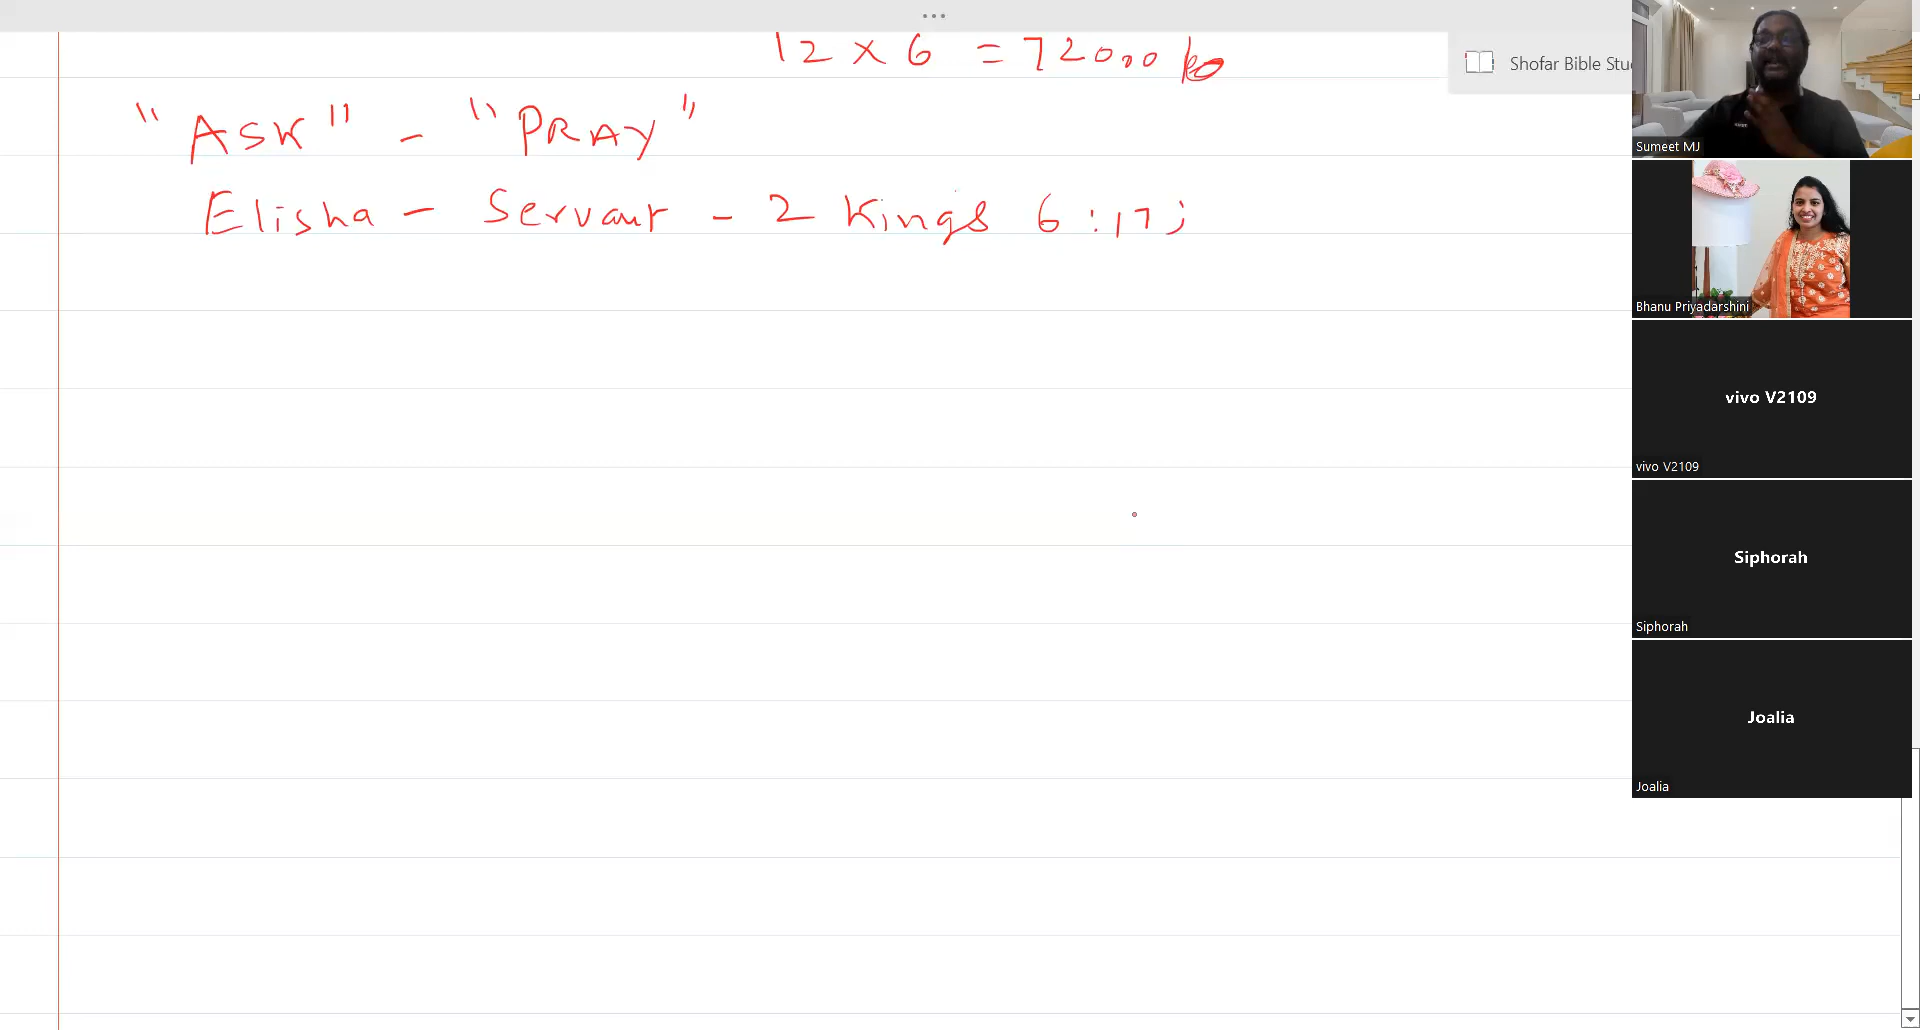 12 x 6 = 72000
Shofar Bible Stu
"ASK" - "PRAY"
Elisha - Servant - 2 Kings 6:17;
Sumeet MJ
Bhanu Priyadarshini
vivo V2109
vivo V2109
Siphorah
Siphorah
Joalia
Joalia